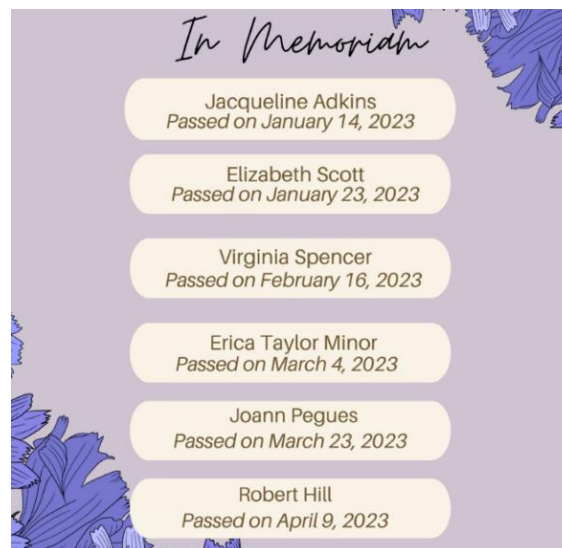 In Memoriam
Jacqueline Adkins
Passed on January 14, 2023
Elizabeth Scott
Passed on January 23, 2023
Virginia Spencer
Passed on February 16, 2023
Erica Taylor Minor
Passed on March 4, 2023
Joann Pegues
Passed on March 23, 2023
Robert Hill
Passed on April 9, 2023